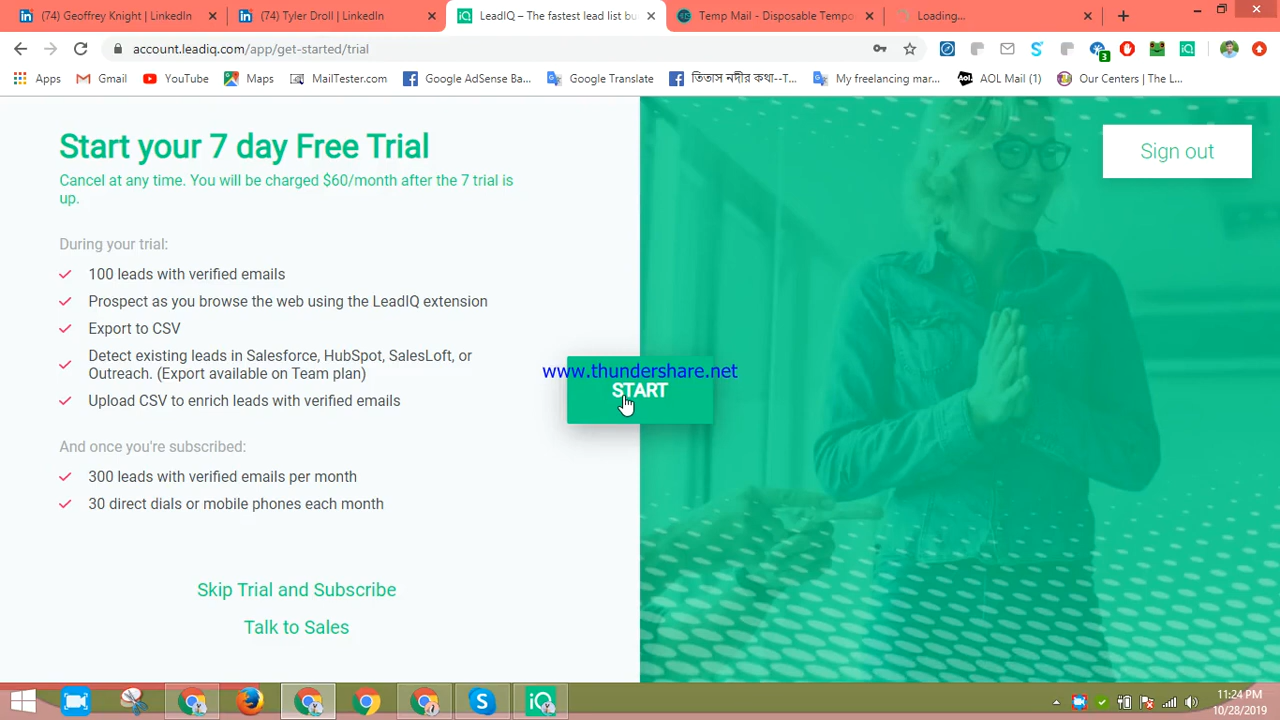 (74) Geoffrey Knight | LinkedIn
(74) Tyler Droll | LinkedIn
LeadIQ – The fastest lead list bu
Temp Mail - Disposable Tempo
Loading...
account.leadiq.com/app/get-started/trial
3
Apps
Gmail
YouTube
Maps
MailTester.com
Google AdSense Ba...
Google Translate
তিতাস নদীর কথা--T...
My freelancing mar...
Aol.
AOL Mail (1)
Our Centers | The L...
Start your 7 day Free Trial
Cancel at any time. You will be charged $60/month after the 7 trial is
up.
During your trial:
100 leads with verified emails
Prospect as you browse the web using the LeadIQ extension
Export to CSV
Detect existing leads in Salesforce, HubSpot, SalesLoft, or
Outreach. (Export available on Team plan)
Upload CSV to enrich leads with verified emails
And once you're subscribed:
300 leads with verified emails per month
30 direct dials or mobile phones each month
Skip Trial and Subscribe
Talk to Sales
www.thundershare.net
START
Sign out
11:24 PM
10/28/2019